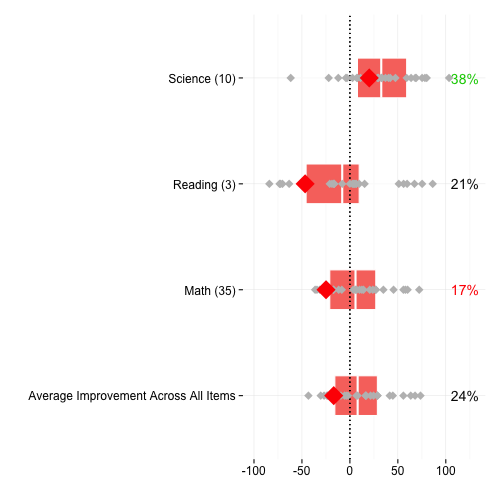 Science (10)
38%
Reading (3)
21%
Math (35)
17%
Average Improvement Across All Items
24%
-100
-50
0
50
100